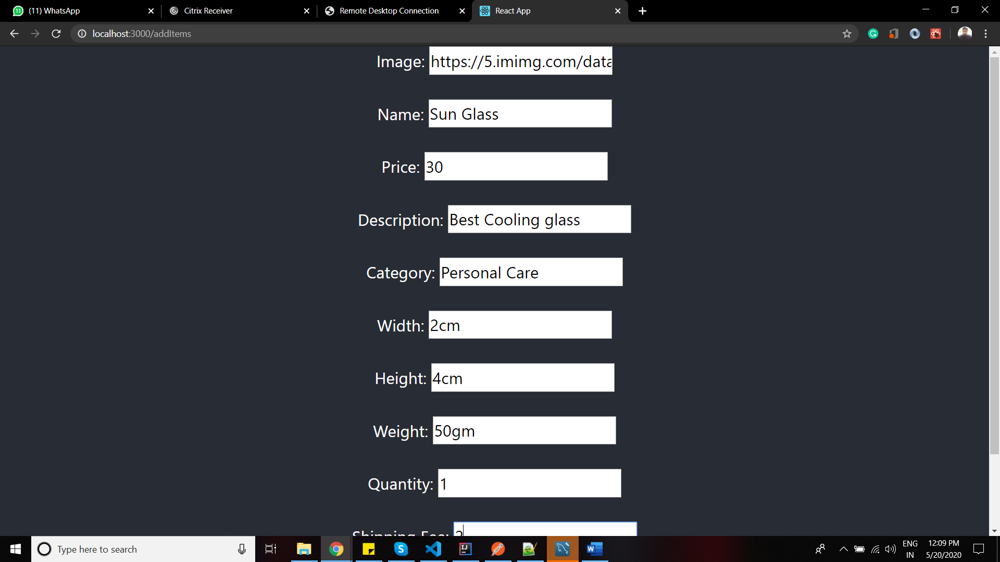 (11) WhatsApp
Citrix Receiver
Remote Desktop Connection
React App
localhost:3000/addItems
Image: https://5.imimg.com/data
Name: Sun Glass
Price: 30
Description: Best Cooling glass
Category: Personal Care
Width: 2cm
Height: 4cm
Weight: 50gm
Quantity: 1
Shipping Fee: 2
Type here to search
ENG
IN
12:09 PM
5/20/2020